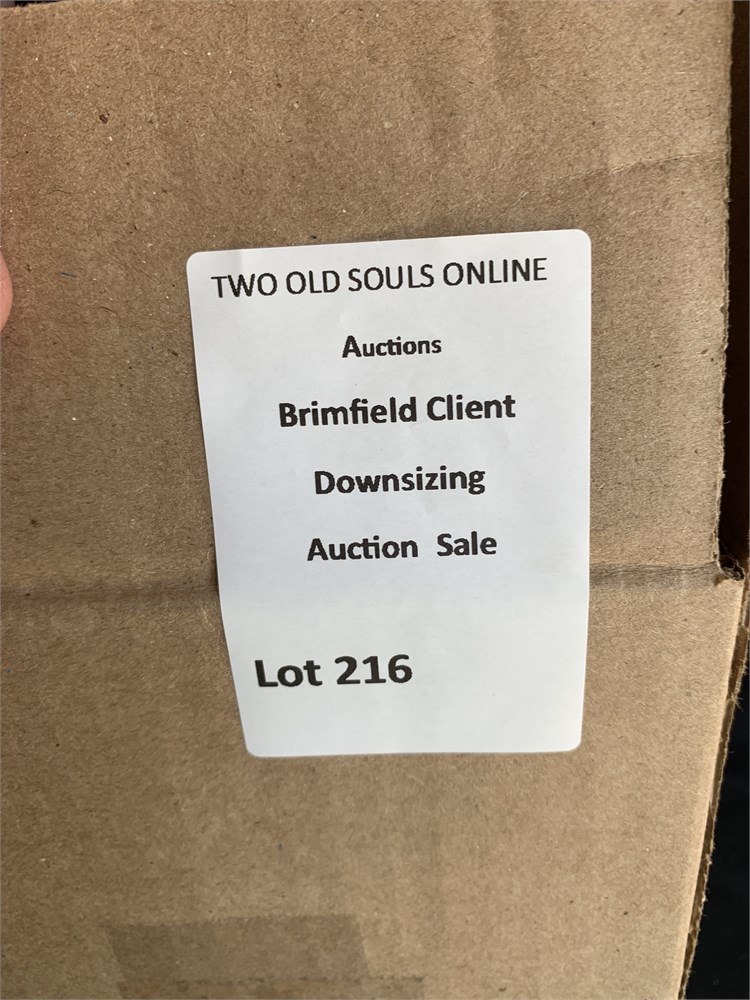 TWO OLD SOULS ONLINE
Auctions
Brimfield Client
Downsizing
Auction Sale
Lot 216